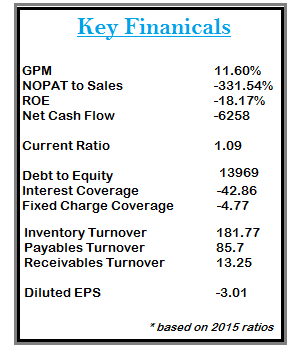 Key Finanicals
GPM 11.60%
NOPAT to Sales -331.54%
ROE -18.17%
Net Cash Flow -6258
Current Ratio 1.09
Debt to Equity 13969
Interest Coverage -42.86
Fixed Charge Coverage -4.77
Inventory Turnover 181.77
Payables Turnover 85.7
Receivables Turnover 13.25
Diluted EPS -3.01
* based on 2015 ratios